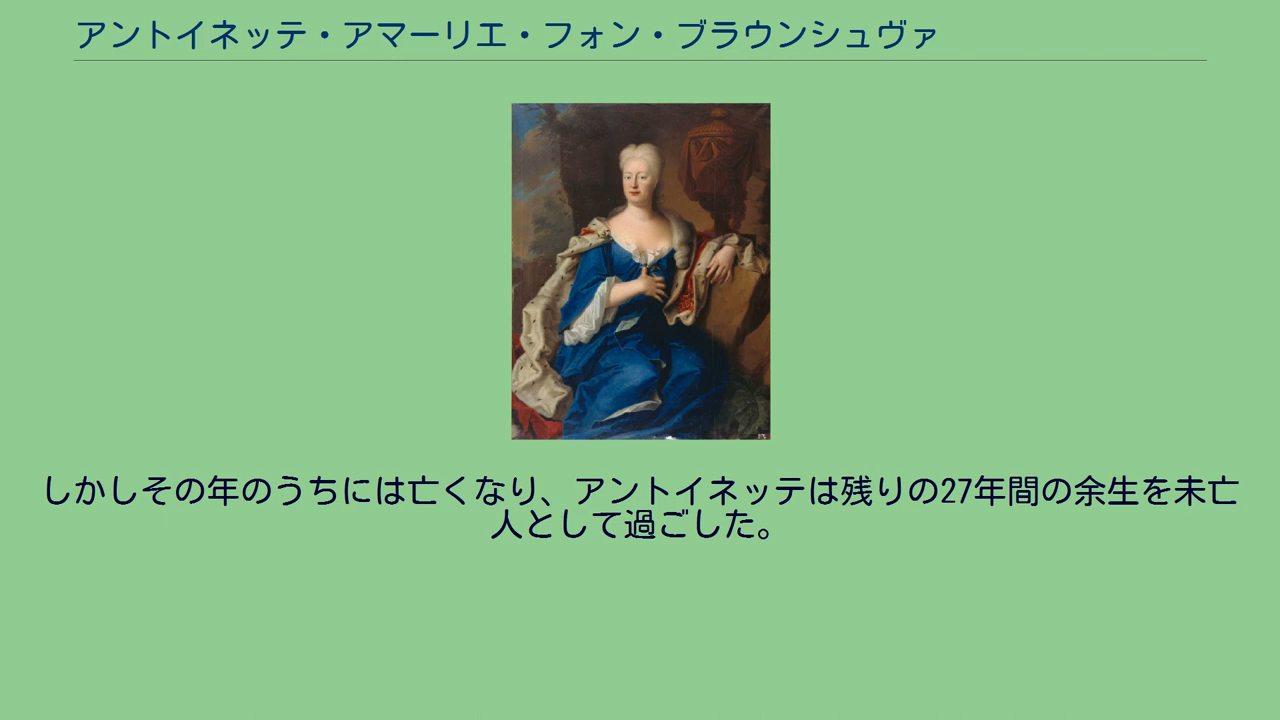 アントイネッテ・アマーリエ・フォン・ブラウンシュヴァ
しかしその年のうちには亡くなり、アントイネッテは残りの27年間の余生を未亡
人として過ごした。